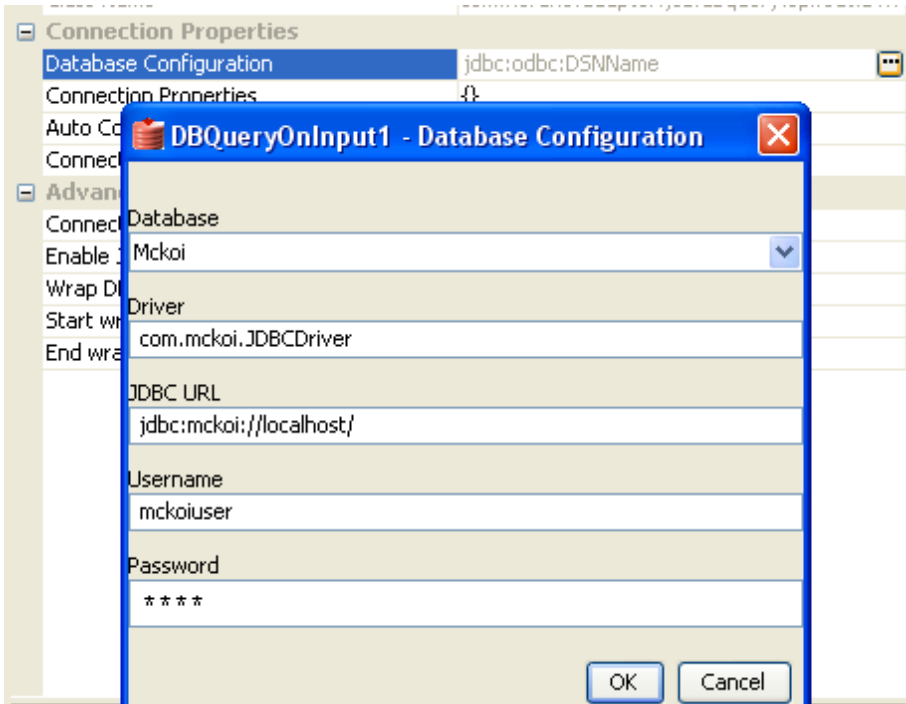 Connection Properties
Database Configuration jdbc:odbc:DSNName
Connection Properties {}
Auto Co
DBQueryOnInput1 - Database Configuration
Connect
Advan
Connect
Database
Enable J
Mckoi
Wrap D
Driver
Start wr
com.mckoi.JDBCDriver
End wra
JDBC URL
jdbc:mckoi://localhost/
Username
mckoiuser
Password
****
OK Cancel